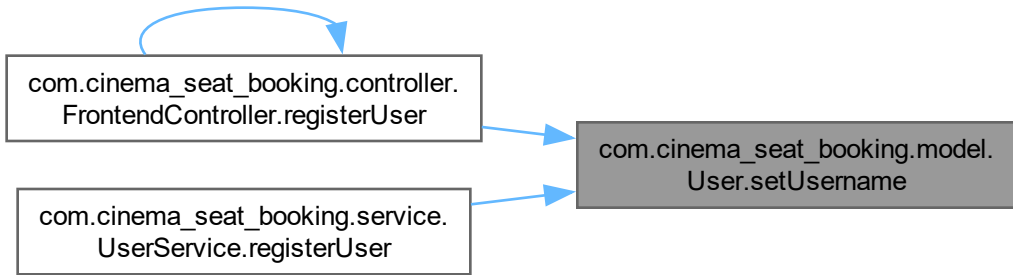 com.cinema_seat_booking.controller.
FrontendController.registerUser
com.cinema_seat_booking.model.
User.setUsername
com.cinema_seat_booking.service.
UserService.registerUser